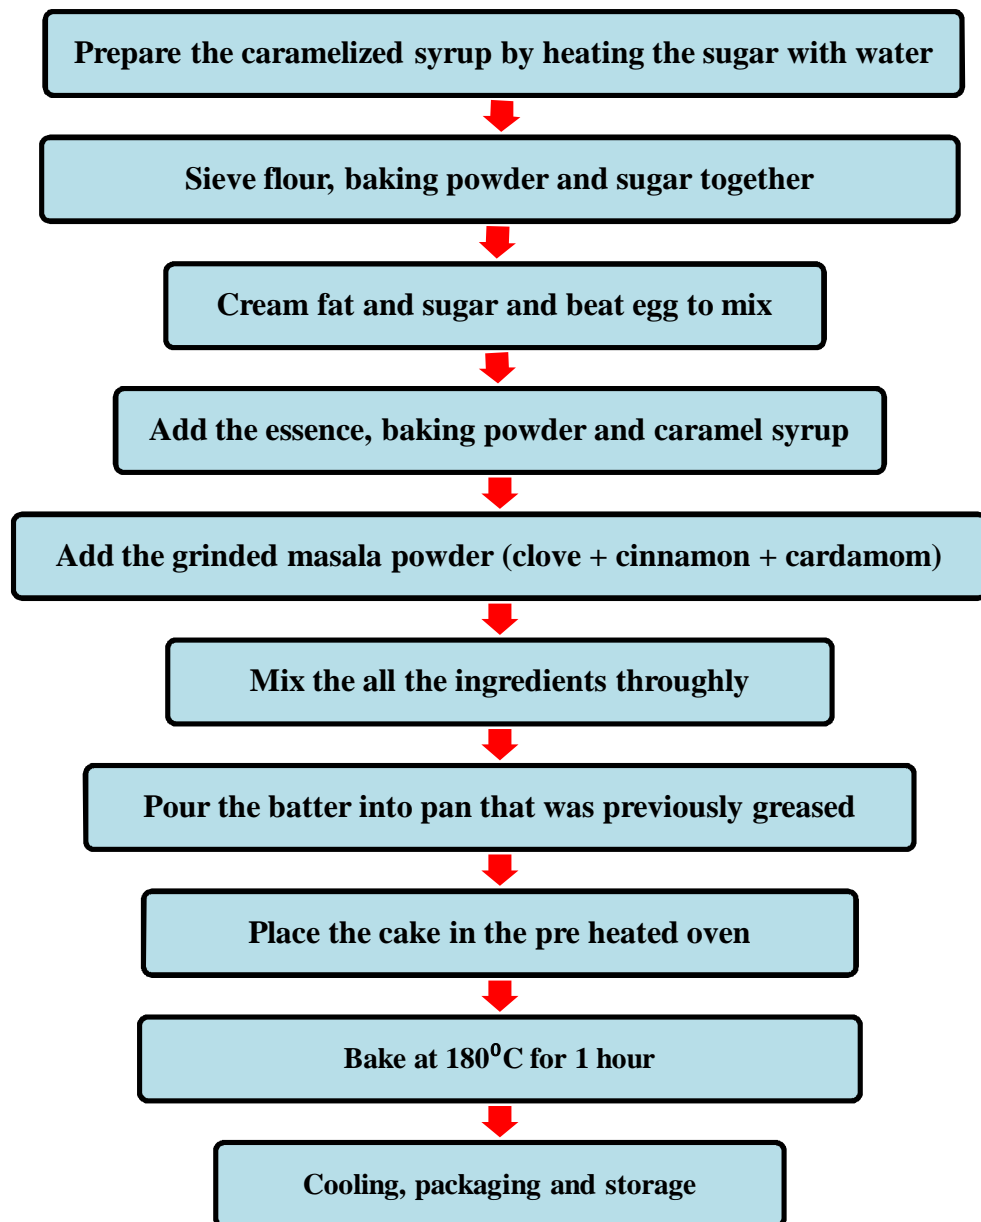 Prepare the caramelized syrup by heating the sugar with water
Sieve flour, baking powder and sugar together
Cream fat and sugar and beat egg to mix
Add the essence, baking powder and caramel syrup
Add the grinded masala powder (clove + cinnamon + cardamom)
Mix the all the ingredients throughly
Pour the batter into pan that was previously greased
Place the cake in the pre heated oven
Bake at 180⁰C for 1 hour
Cooling, packaging and storage